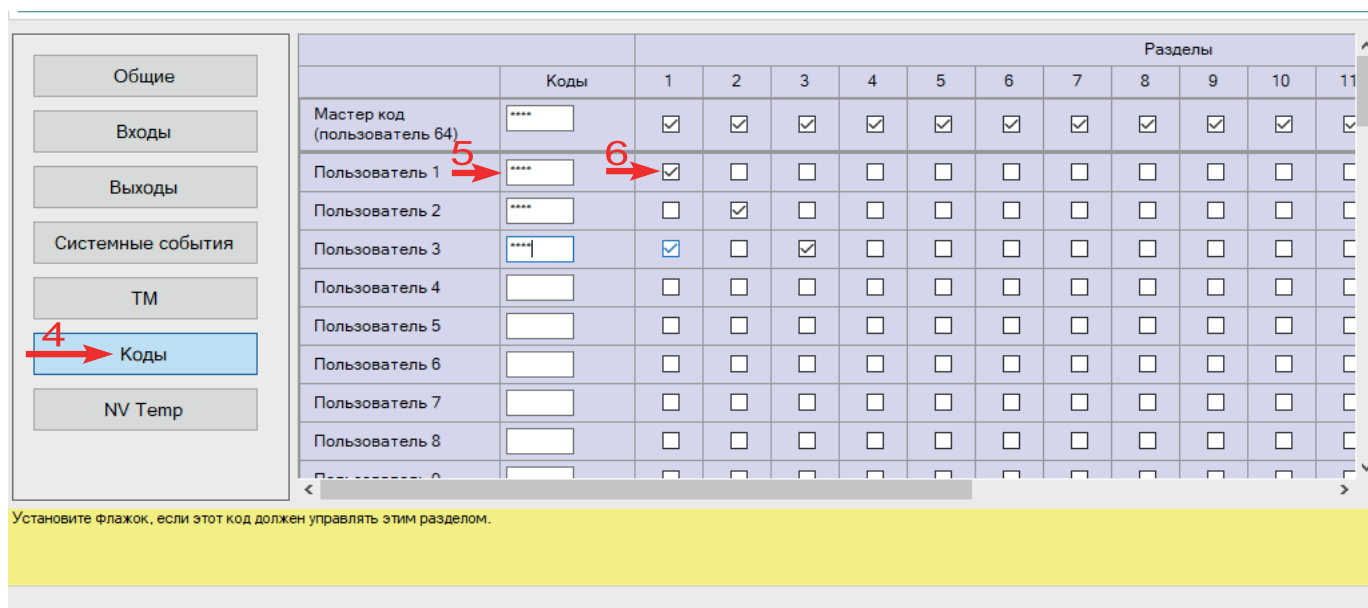 Общие
Входы
Выходы
Системные события
TM
Коды
NV Temp
Разделы
Коды 1 2 3 4 5 6 7 8 9 10 11
Мастер код
(пользователь 64) ****
Пользователь 1 ****
Пользователь 2 ****
Пользователь 3 ****
Пользователь 4
Пользователь 5
Пользователь 6
Пользователь 7
Пользователь 8
4
5
6
Установите флажок, если этот код должен управлять этим разделом.